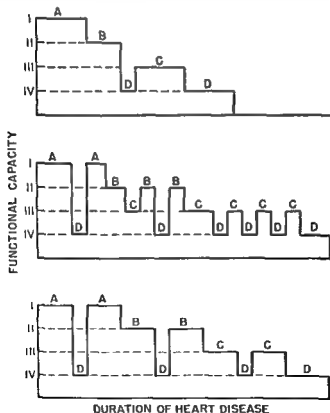 I A
B
II
III C
D D
IV
I A A
B B B
II
C C C C C
III
D D D D D D
IV
I A A
II B B
III C C
D D D D
IV
FUNCTIONAL CAPACITY
DURATION OF HEART DISEASE